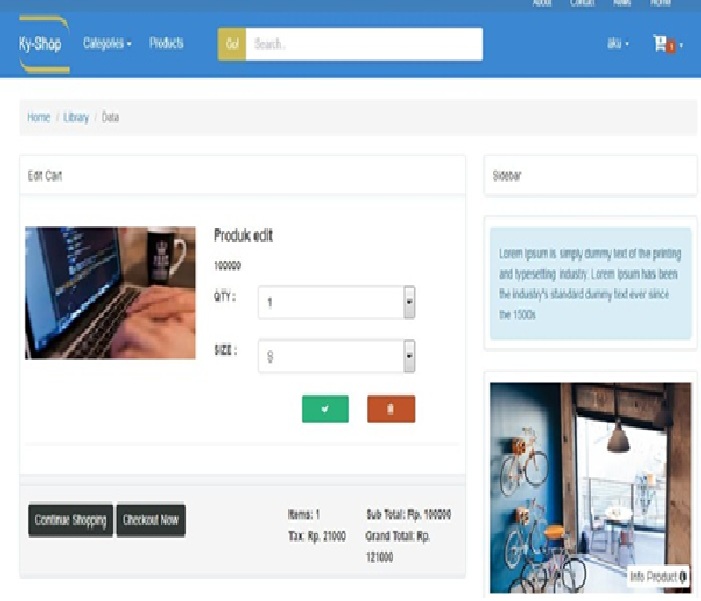 About Contact News Home
Ky-Shop Categories Products Go! Search.. aku 1
Home / Library / Data
Edit Cart
Sidebar
Produk edit
100000
QTY : 1
SIZE : S
Lorem Ipsum is simply dummy text of the printing
and typesetting industry. Lorem Ipsum has been
the industry's standard dummy text ever since
the 1500s
Continue Shopping Checkout Now
Items: 1 Sub Total: Rp. 100000
Tax: Rp. 21000 Grand Total: Rp.
121000
Info Product